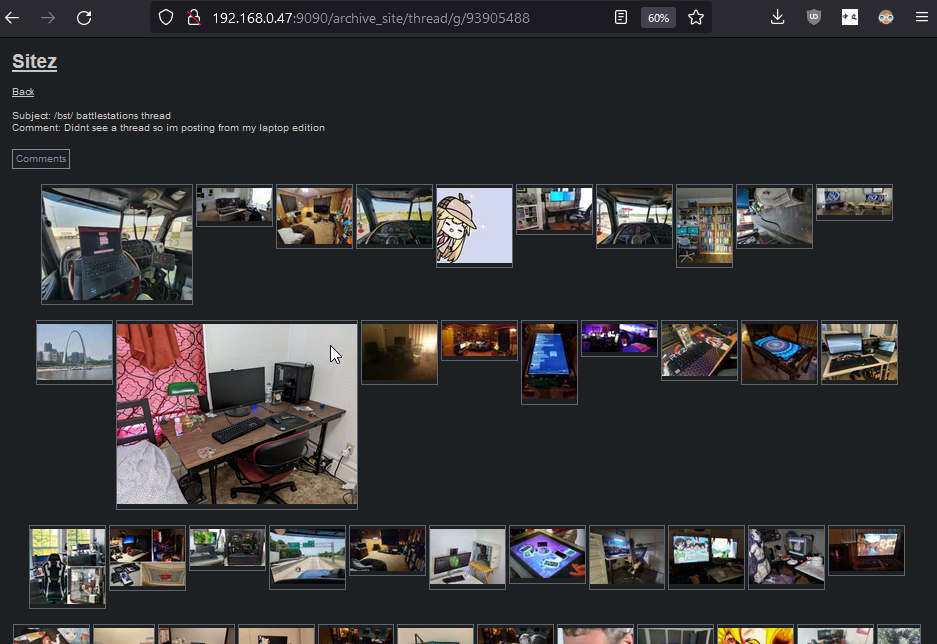 192.168.0.47:9090/archive_site/thread/g/93905488
60%
Sitez
Back
Subject: /bst/ battlestations thread
Comment: Didnt see a thread so im posting from my laptop edition
Comments